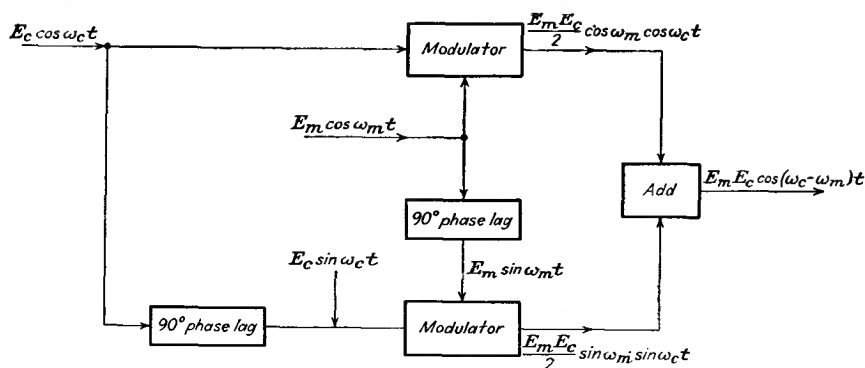 E_c cos ω_c t
Modulator
E_m E_c/2 cos ω_m cos ω_c t
E_m cos ω_m t
Add
E_m E_c cos (ω_c - ω_m) t
90° phase lag
E_c sin ω_c t
E_m sin ω_m t
90° phase lag
Modulator
E_m E_c/2 sin ω_m sin ω_c t